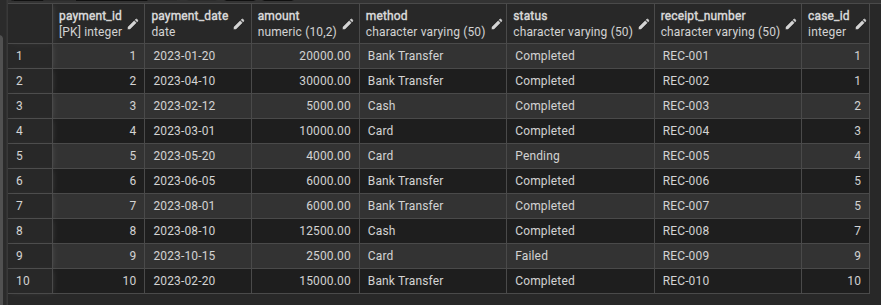 payment_id payment_date amount method status receipt_number case_id
[PK] integer date numeric (10,2) character varying (50) character varying (50) character varying (50) integer
1 1 2023-01-20 20000.00 Bank Transfer Completed REC-001 1
2 2 2023-04-10 30000.00 Bank Transfer Completed REC-002 1
3 3 2023-02-12 5000.00 Cash Completed REC-003 2
4 4 2023-03-01 10000.00 Card Completed REC-004 3
5 5 2023-05-20 4000.00 Card Pending REC-005 4
6 6 2023-06-05 6000.00 Bank Transfer Completed REC-006 5
7 7 2023-08-01 6000.00 Bank Transfer Completed REC-007 5
8 8 2023-08-10 12500.00 Cash Completed REC-008 7
9 9 2023-10-15 2500.00 Card Failed REC-009 9
10 10 2023-02-20 15000.00 Bank Transfer Completed REC-010 10